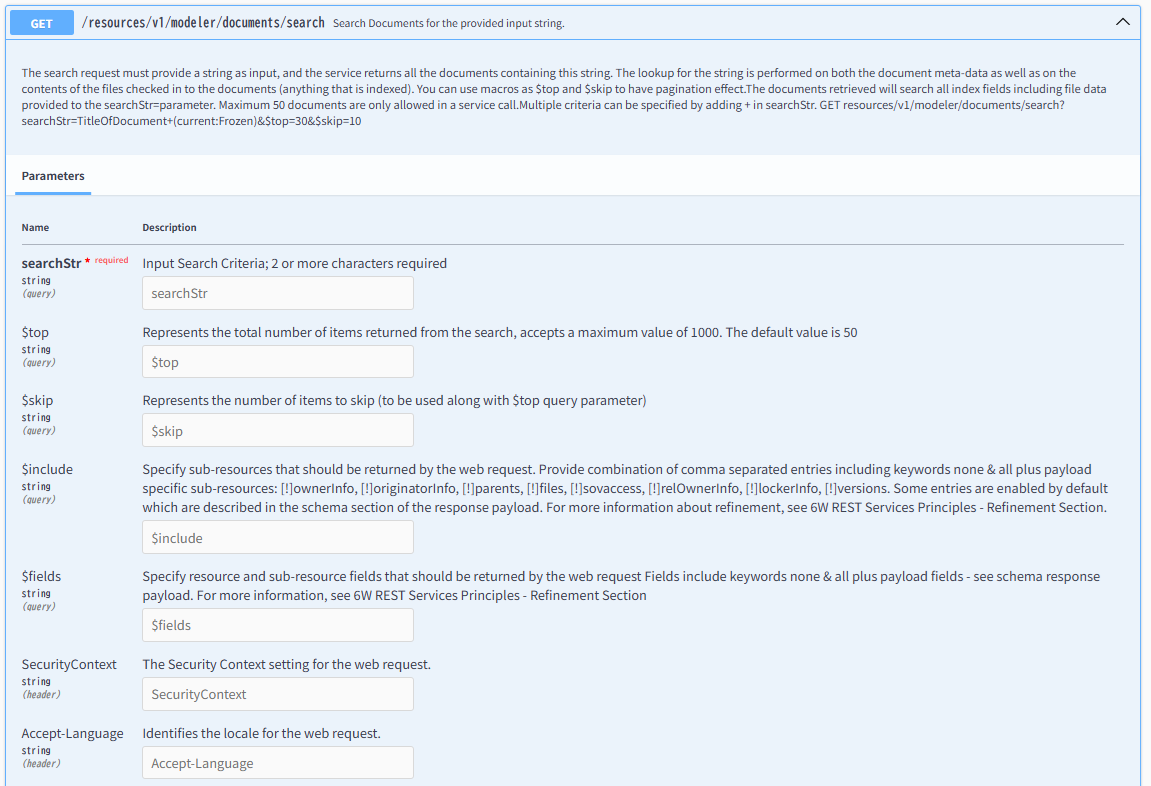 GET /resources/v1/modeler/documents/search Search Documents for the provided input string.
The search request must provide a string as input, and the service returns all the documents containing this string. The lookup for the string is performed on both the document meta-data as well as on the
contents of the files checked in to the documents (anything that is indexed). You can use macros as $top and $skip to have pagination effect.The documents retrieved will search all index fields including file data
provided to the searchStr=parameter. Maximum 50 documents are only allowed in a service call.Multiple criteria can be specified by adding + in searchStr. GET resources/v1/modeler/documents/search?
searchStr=TitleOfDocument+(current:Frozen)&$top=30&$skip=10
Parameters
Name Description
searchStr * required Input Search Criteria; 2 or more characters required
string
(query)
searchStr
$top Represents the total number of items returned from the search, accepts a maximum value of 1000. The default value is 50
string
(query)
$top
$skip Represents the number of items to skip (to be used along with $top query parameter)
string
(query)
$skip
$include Specify sub-resources that should be returned by the web request. Provide combination of comma separated entries including keywords none & all plus payload
string specific sub-resources: [!]ownerInfo, [!]originatorInfo, [!]parents, [!]files, [!]sovaccess, [!]relOwnerInfo, [!]lockerInfo, [!]versions. Some entries are enabled by default
(query) which are described in the schema section of the response payload. For more information about refinement, see 6W REST Services Principles - Refinement Section.
$include
$fields Specify resource and sub-resource fields that should be returned by the web request Fields include keywords none & all plus payload fields - see schema response
string payload. For more information, see 6W REST Services Principles - Refinement Section
(query)
$fields
SecurityContext The Security Context setting for the web request.
string
(header)
SecurityContext
Accept-Language Identifies the locale for the web request.
string
(header)
Accept-Language